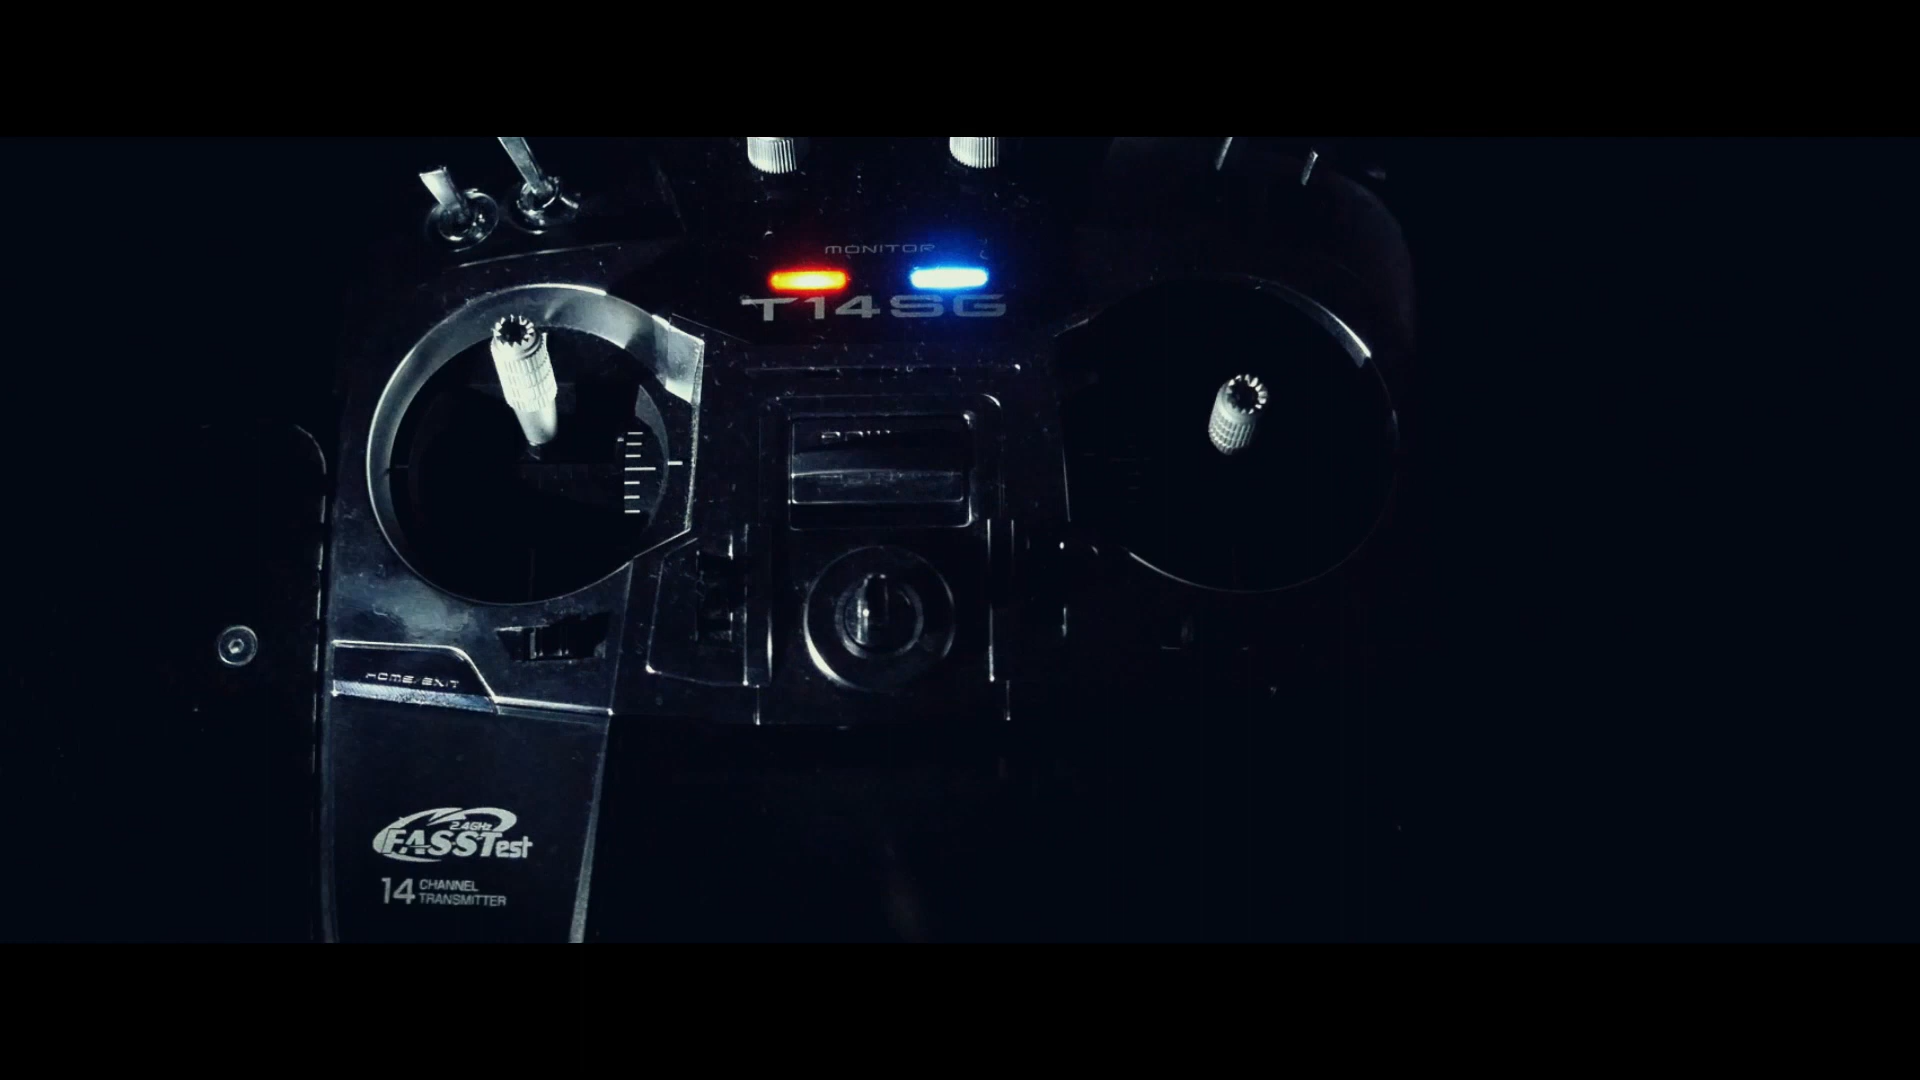 MONITOR
T14SG
HOME/EXIT
2.4GHz
FASSTest
14 CHANNEL
TRANSMITTER